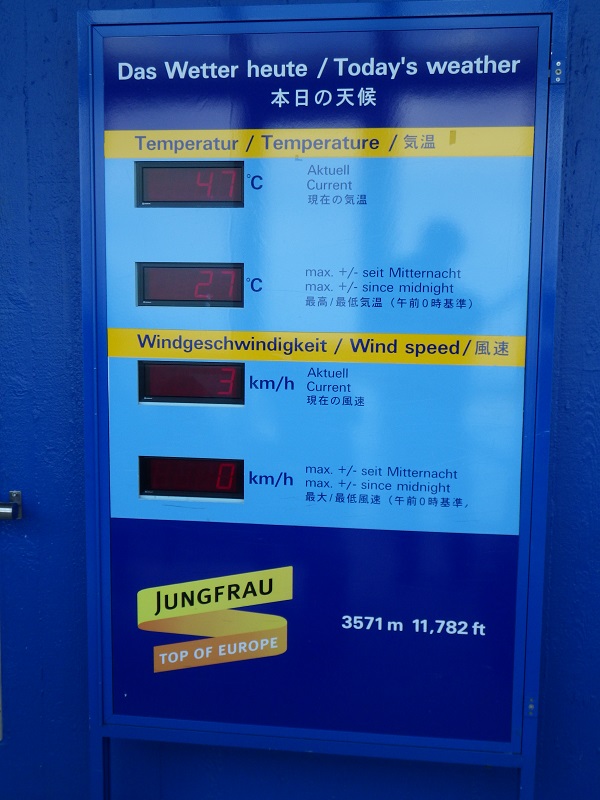 Das Wetter heute / Today's weather
本日の天候
Temperatur / Temperature / 気温
4.7 °C
Aktuell
Current
現在の気温
2.7 °C
max. +/- seit Mitternacht
max. +/- since midnight
最高/最低気温（午前0時基準）
Windgeschwindigkeit / Wind speed / 風速
3 km/h
Aktuell
Current
現在の風速
0 km/h
max. +/- seit Mitternacht
max. +/- since midnight
最大/最低風速（午前0時基準）
JUNGFRAU
TOP OF EUROPE
3571 m 11,782 ft